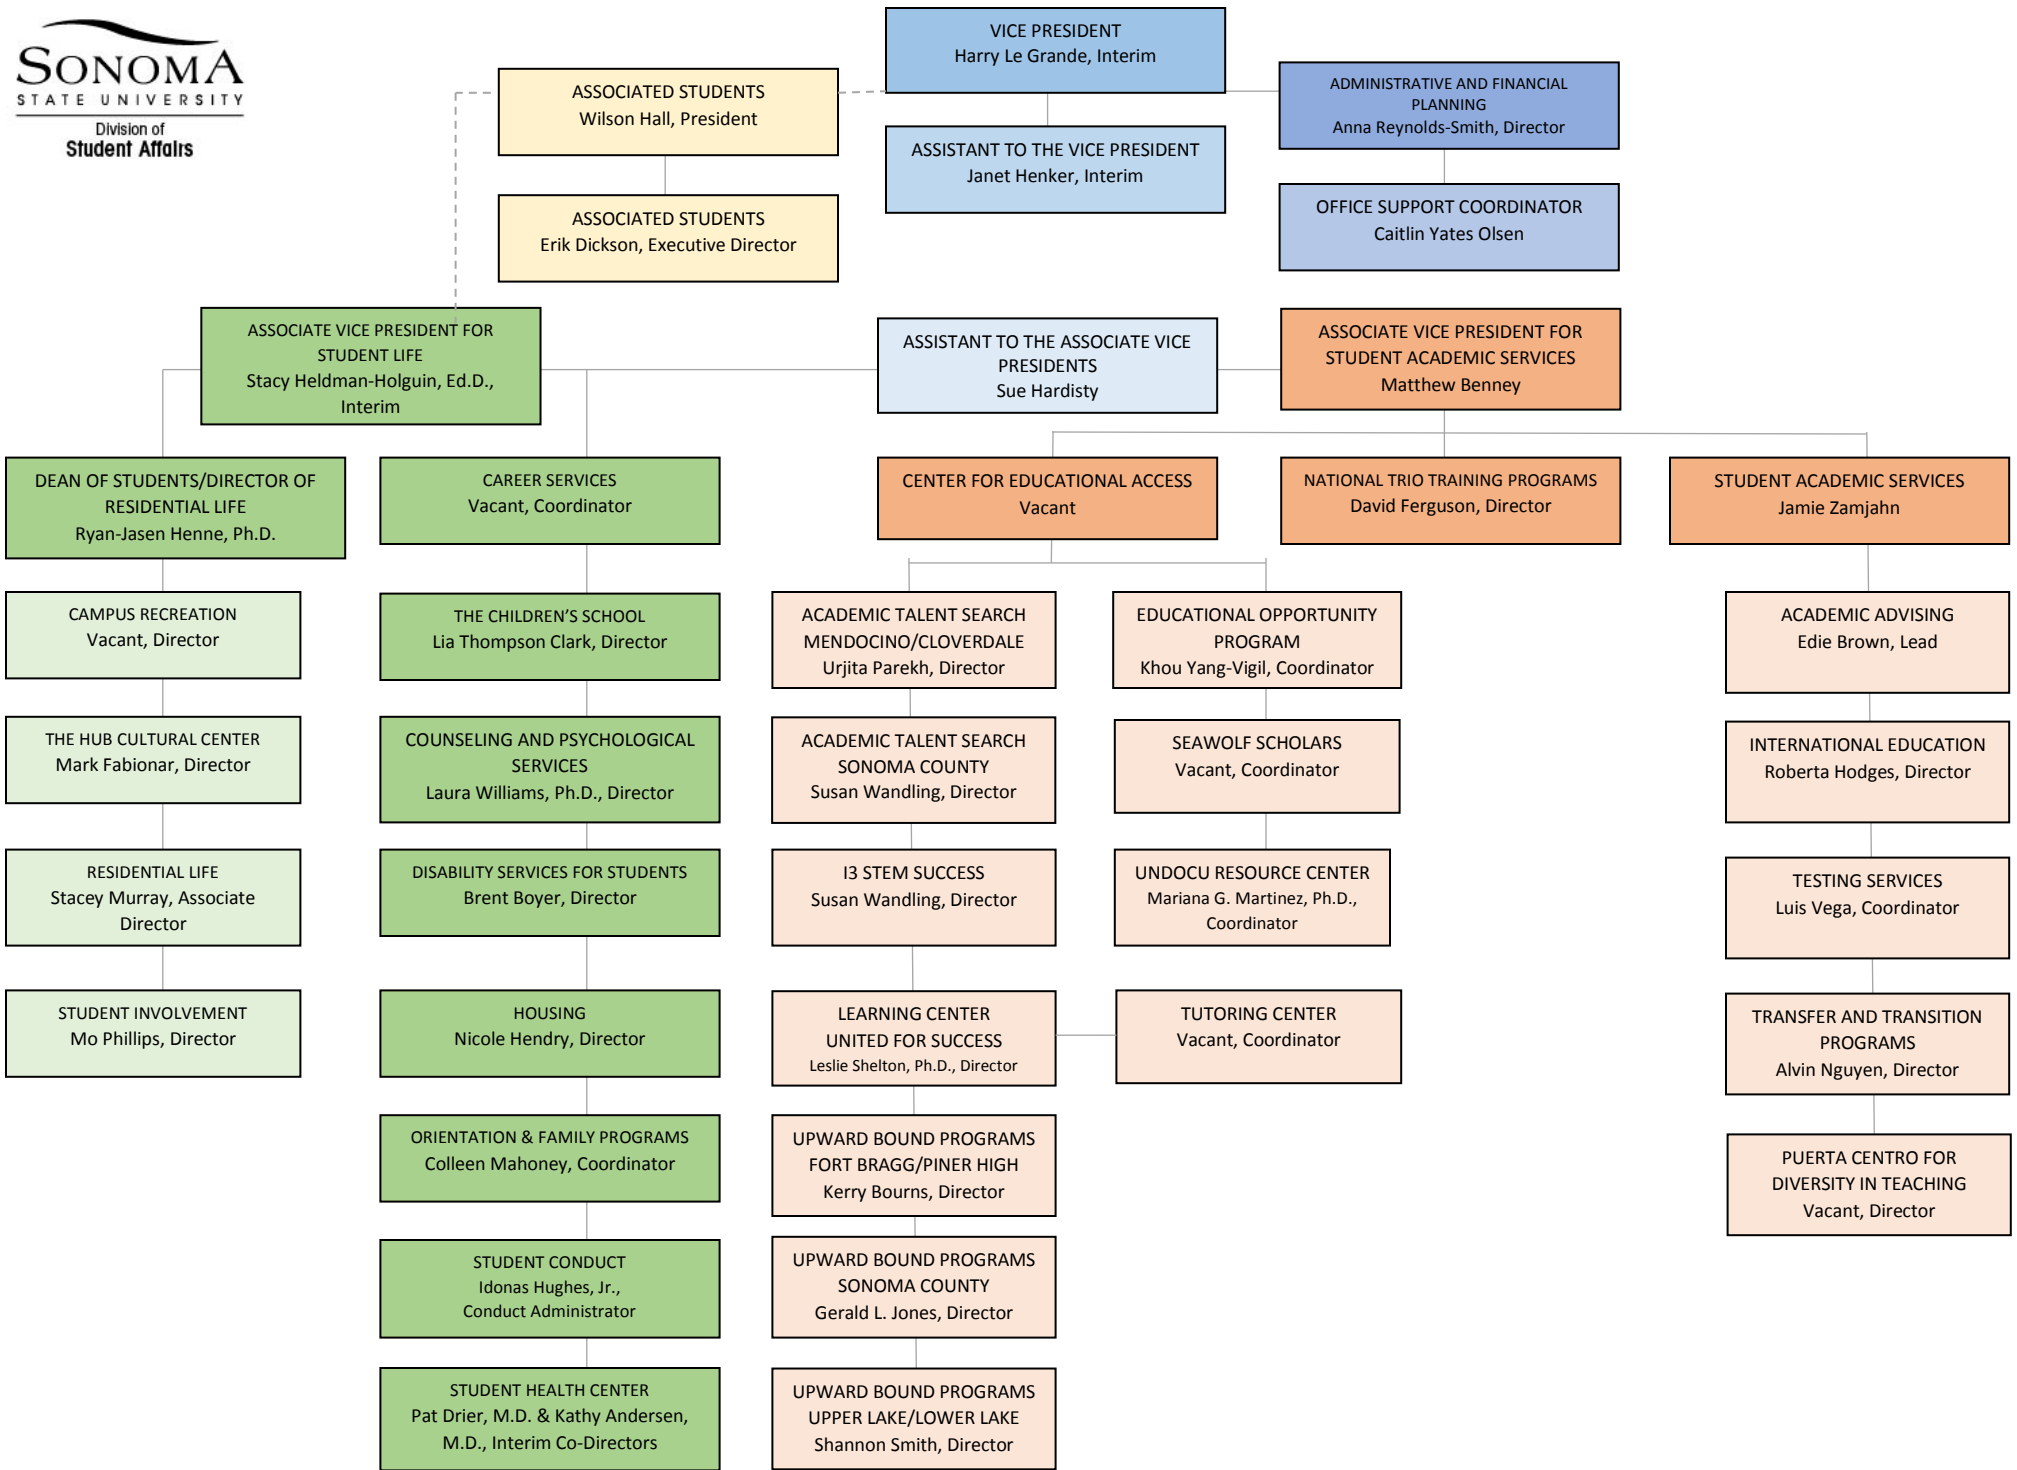 SONOMA
STATE UNIVERSITY
Division of
Student Affairs
VICE PRESIDENT
Harry Le Grande, Interim
ASSOCIATED STUDENTS
Wilson Hall, President
ADMINISTRATIVE AND FINANCIAL
PLANNING
Anna Reynolds-Smith, Director
ASSISTANT TO THE VICE PRESIDENT
Janet Henker, Interim
ASSOCIATED STUDENTS
Erik Dickson, Executive Director
OFFICE SUPPORT COORDINATOR
Caitlin Yates Olsen
ASSOCIATE VICE PRESIDENT FOR
STUDENT LIFE
Stacy Heldman-Holguin, Ed.D.,
Interim
ASSISTANT TO THE ASSOCIATE VICE
PRESIDENTS
Sue Hardisty
ASSOCIATE VICE PRESIDENT FOR
STUDENT ACADEMIC SERVICES
Matthew Benney
DEAN OF STUDENTS/DIRECTOR OF
RESIDENTIAL LIFE
Ryan-Jasen Henne, Ph.D.
CAMPUS RECREATION
Vacant, Director
THE HUB CULTURAL CENTER
Mark Fabionar, Director
RESIDENTIAL LIFE
Stacey Murray, Associate
Director
STUDENT INVOLVEMENT
Mo Phillips, Director
CAREER SERVICES
Vacant, Coordinator
THE CHILDREN'S SCHOOL
Lia Thompson Clark, Director
COUNSELING AND PSYCHOLOGICAL
SERVICES
Laura Williams, Ph.D., Director
DISABILITY SERVICES FOR STUDENTS
Brent Boyer, Director
HOUSING
Nicole Hendry, Director
ORIENTATION & FAMILY PROGRAMS
Colleen Mahoney, Coordinator
STUDENT CONDUCT
Idonas Hughes, Jr.,
Conduct Administrator
STUDENT HEALTH CENTER
Pat Drier, M.D. & Kathy Andersen,
M.D., Interim Co-Directors
CENTER FOR EDUCATIONAL ACCESS
Vacant
ACADEMIC TALENT SEARCH
MENDOCINO/CLOVERDALE
Urjita Parekh, Director
ACADEMIC TALENT SEARCH
SONOMA COUNTY
Susan Wandling, Director
I3 STEM SUCCESS
Susan Wandling, Director
LEARNING CENTER
UNITED FOR SUCCESS
Leslie Shelton, Ph.D., Director
UPWARD BOUND PROGRAMS
FORT BRAGG/PINER HIGH
Kerry Bourns, Director
UPWARD BOUND PROGRAMS
SONOMA COUNTY
Gerald L. Jones, Director
UPWARD BOUND PROGRAMS
UPPER LAKE/LOWER LAKE
Shannon Smith, Director
EDUCATIONAL OPPORTUNITY
PROGRAM
Khou Yang-Vigil, Coordinator
SEAWOLF SCHOLARS
Vacant, Coordinator
UNDOCU RESOURCE CENTER
Mariana G. Martinez, Ph.D.,
Coordinator
TUTORING CENTER
Vacant, Coordinator
NATIONAL TRIO TRAINING PROGRAMS
David Ferguson, Director
STUDENT ACADEMIC SERVICES
Jamie Zamjahn
ACADEMIC ADVISING
Edie Brown, Lead
INTERNATIONAL EDUCATION
Roberta Hodges, Director
TESTING SERVICES
Luis Vega, Coordinator
TRANSFER AND TRANSITION
PROGRAMS
Alvin Nguyen, Director
PUERTA CENTRO FOR
DIVERSITY IN TEACHING
Vacant, Director